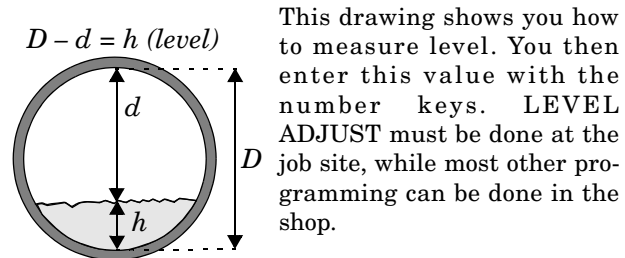 D – d = h (level)
d
D
h
This drawing shows you how
to measure level. You then
enter this value with the
number keys. LEVEL
ADJUST must be done at the
job site, while most other pro-
gramming can be done in the
shop.